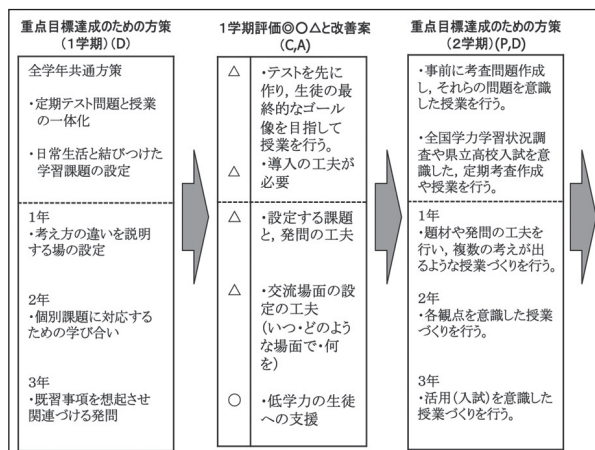 重点目標達成のための方策
(1学期)(D)
全学年共通方策
・定期テスト問題と授業
の一体化
・日常生活と結びつけた
学習課題の設定
1年
・考え方の違いを説明
する場の設定
2年
・個別課題に対応する
ための学び合い
3年
・既習事項を想起させ
関連づける発問
1学期評価◎○△と改善案
(C,A)
△ ・テストを先に
作り,生徒の最
終的なゴール
像を目指して
授業を行う。
△ ・導入の工夫が
必要
△ ・設定する課題
と,発問の工夫
△ ・交流場面の設
定の工夫
(いつ・どのよう
な場面で・何
を)
○ ・低学力の生徒
への支援
重点目標達成のための方策
(2学期)(P,D)
・事前に考査問題作成
し,それらの問題を意識
した授業を行う。
・全国学力学習状況調
査や県立高校入試を意
識した,定期考査作成
や授業を行う。
1年
・題材や発問の工夫を
行い,複数の考えが出
るような授業づくりを行う。
2年
・各観点を意識した授業
づくりを行う。
3年
・活用(入試)を意識した
授業づくりを行う。